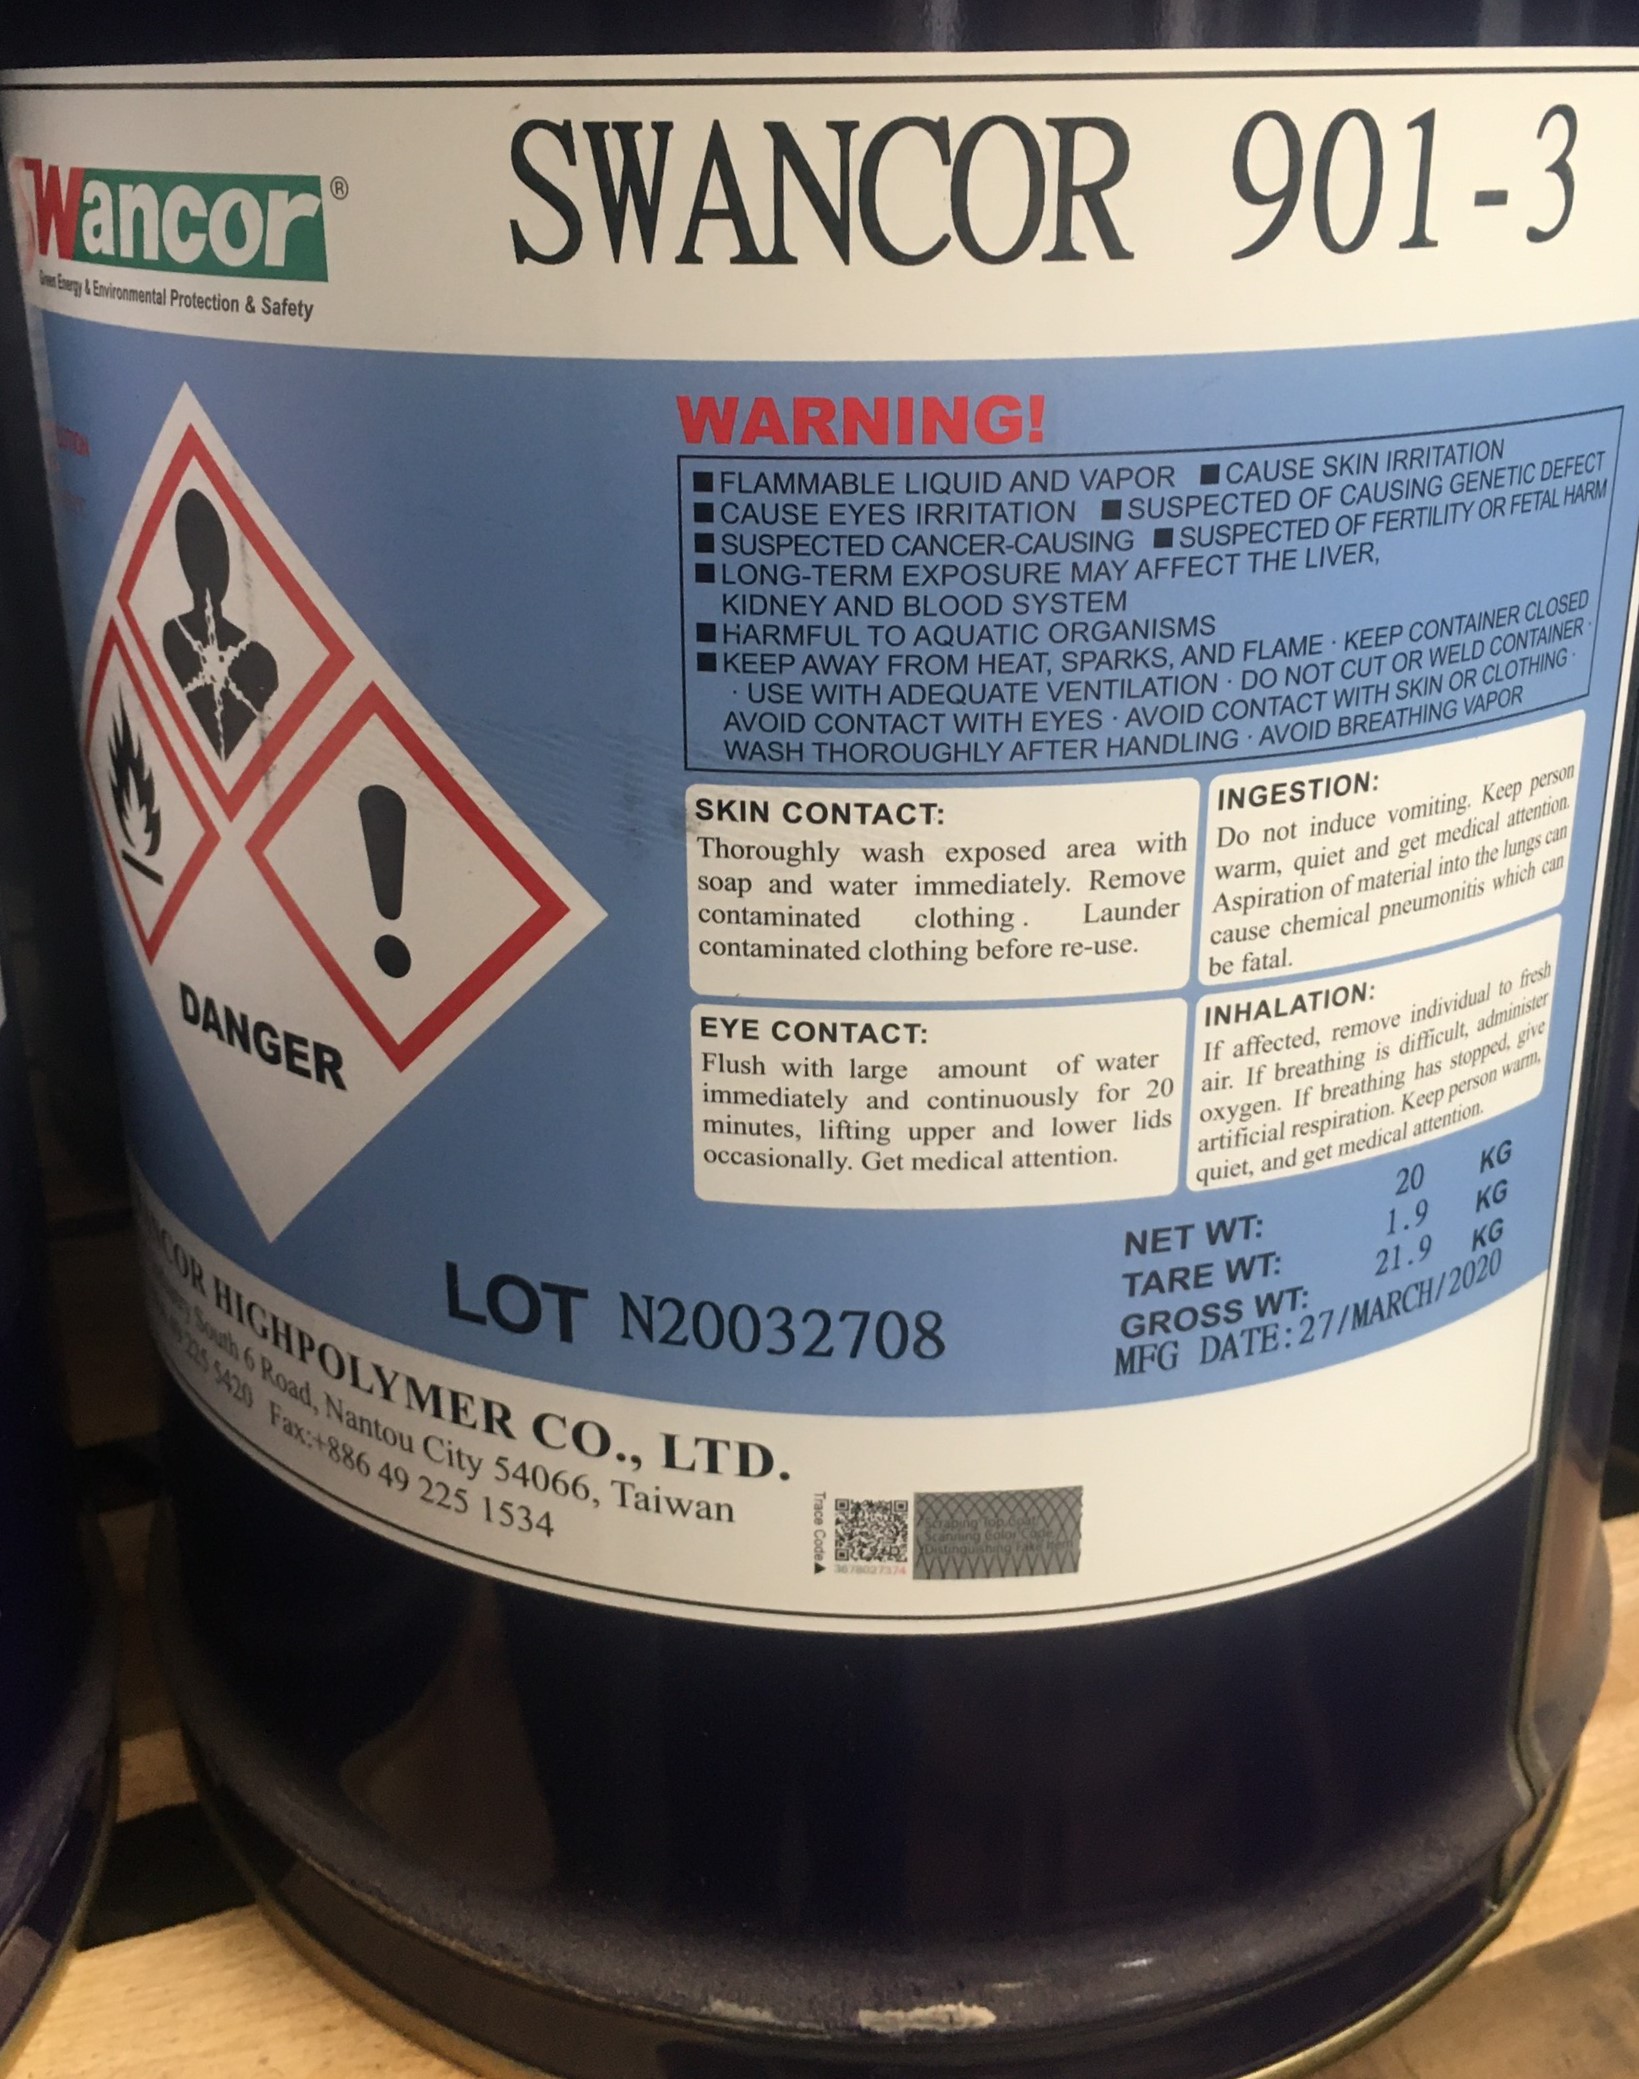 Swancor®
Green Energy & Environmental Protection & Safety
SWANCOR 901-3
WARNING!
■FLAMMABLE LIQUID AND VAPOR ■CAUSE SKIN IRRITATION
■CAUSE EYES IRRITATION ■SUSPECTED OF CAUSING GENETIC DEFECT
■SUSPECTED CANCER-CAUSING ■SUSPECTED OF FERTILITY OR FETAL HARM
■LONG-TERM EXPOSURE MAY AFFECT THE LIVER,
KIDNEY AND BLOOD SYSTEM
■HARMFUL TO AQUATIC ORGANISMS
■KEEP AWAY FROM HEAT, SPARKS, AND FLAME · KEEP CONTAINER CLOSED
· USE WITH ADEQUATE VENTILATION · DO NOT CUT OR WELD CONTAINER ·
AVOID CONTACT WITH EYES · AVOID CONTACT WITH SKIN OR CLOTHING ·
WASH THOROUGHLY AFTER HANDLING · AVOID BREATHING VAPOR
DANGER
SKIN CONTACT:
Thoroughly wash exposed area with
soap and water immediately. Remove
contaminated clothing. Launder
contaminated clothing before re-use.
INGESTION:
Do not induce vomiting. Keep person
warm, quiet and get medical attention.
Aspiration of material into the lungs can
cause chemical pneumonitis which can
be fatal.
EYE CONTACT:
Flush with large amount of water
immediately and continuously for 20
minutes, lifting upper and lower lids
occasionally. Get medical attention.
INHALATION:
If affected, remove individual to fresh
air. If breathing is difficult, administer
oxygen. If breathing has stopped, give
artificial respiration. Keep person warm,
quiet, and get medical attention.
NET WT: 20 KG
TARE WT: 1.9 KG
GROSS WT: 21.9 KG
MFG DATE:27/MARCH/2020
LOT N20032708
HIGHPOLYMER CO., LTD.
South 6 Road, Nantou City 54066, Taiwan
225 5420 Fax:+886 49 225 1534
Trace Code▲
3678027374
Scrabing Top Coat
Scanning Color Code
Distinguishing Fake Item